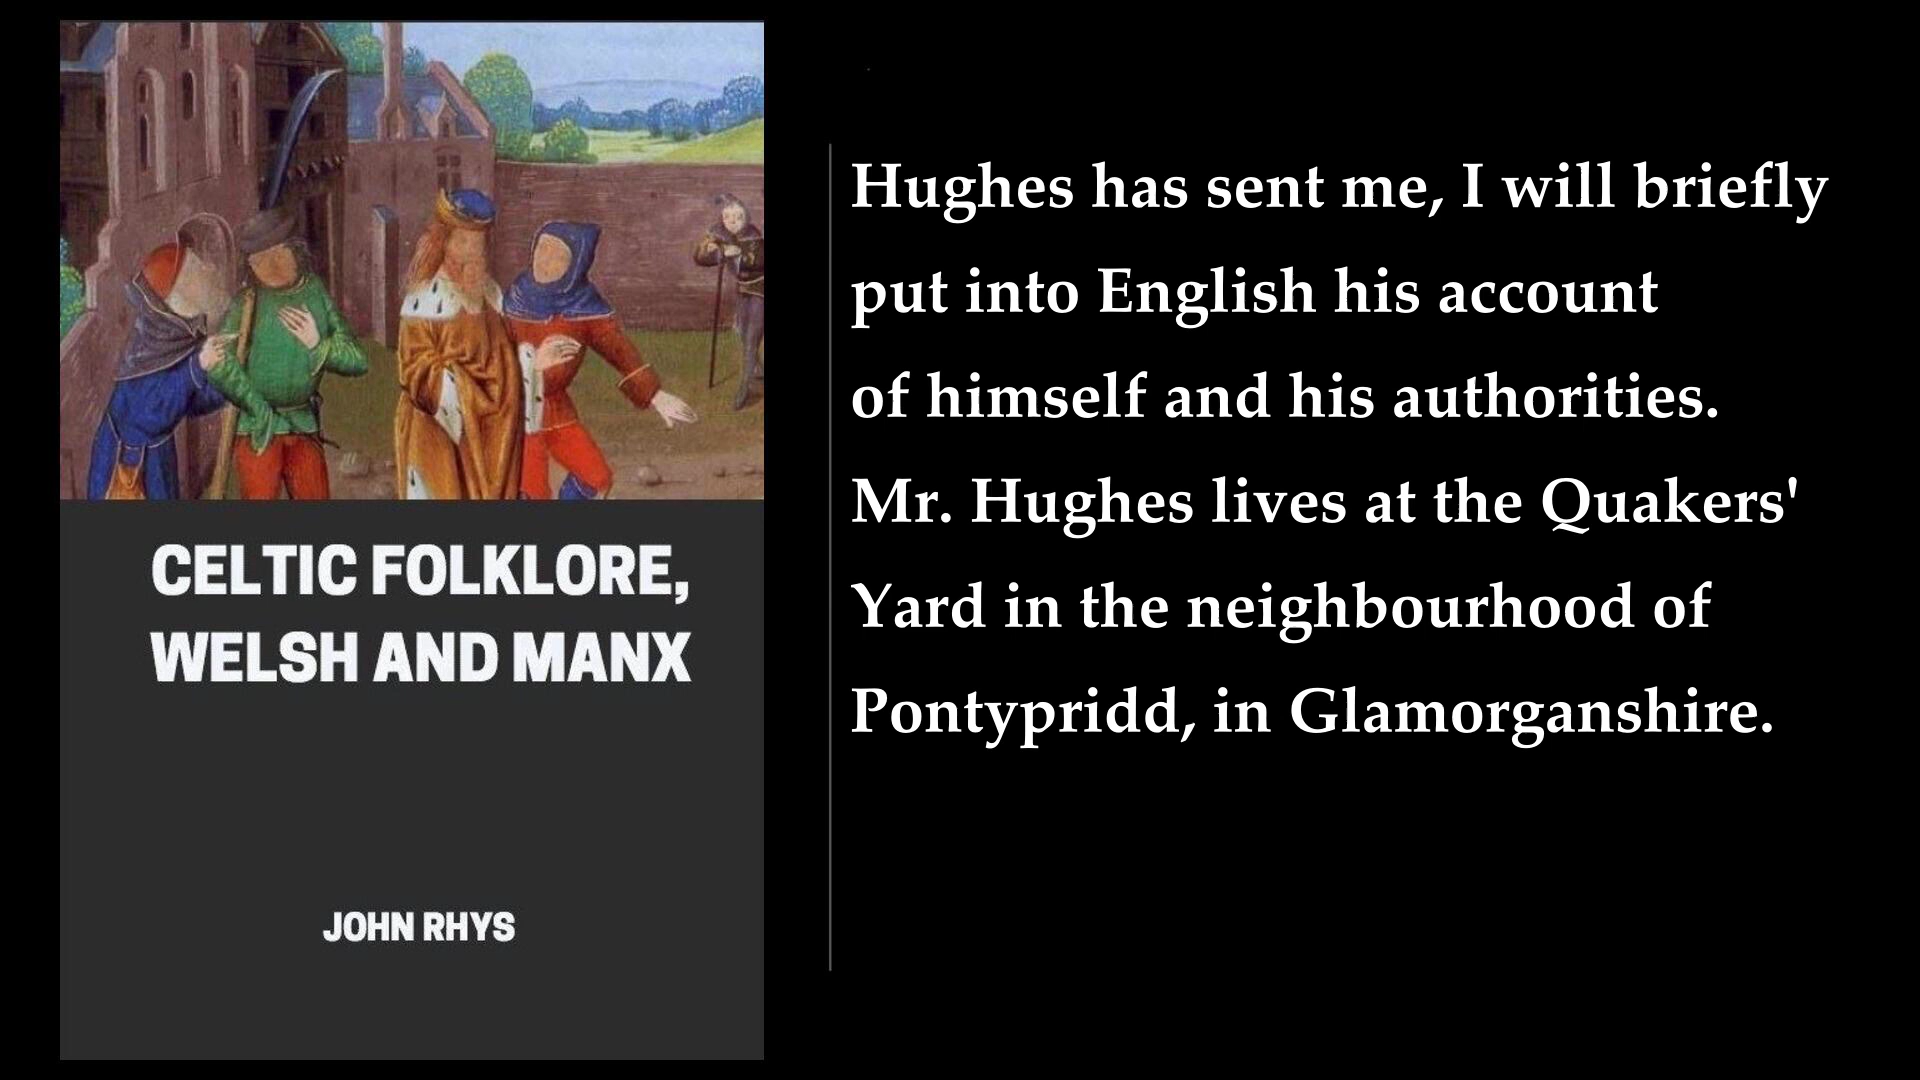 CELTIC FOLKLORE,
WELSH AND MANX
JOHN RHYS
Hughes has sent me, I will briefly
put into English his account
of himself and his authorities.
Mr. Hughes lives at the Quakers'
Yard in the neighbourhood of
Pontypridd, in Glamorganshire.